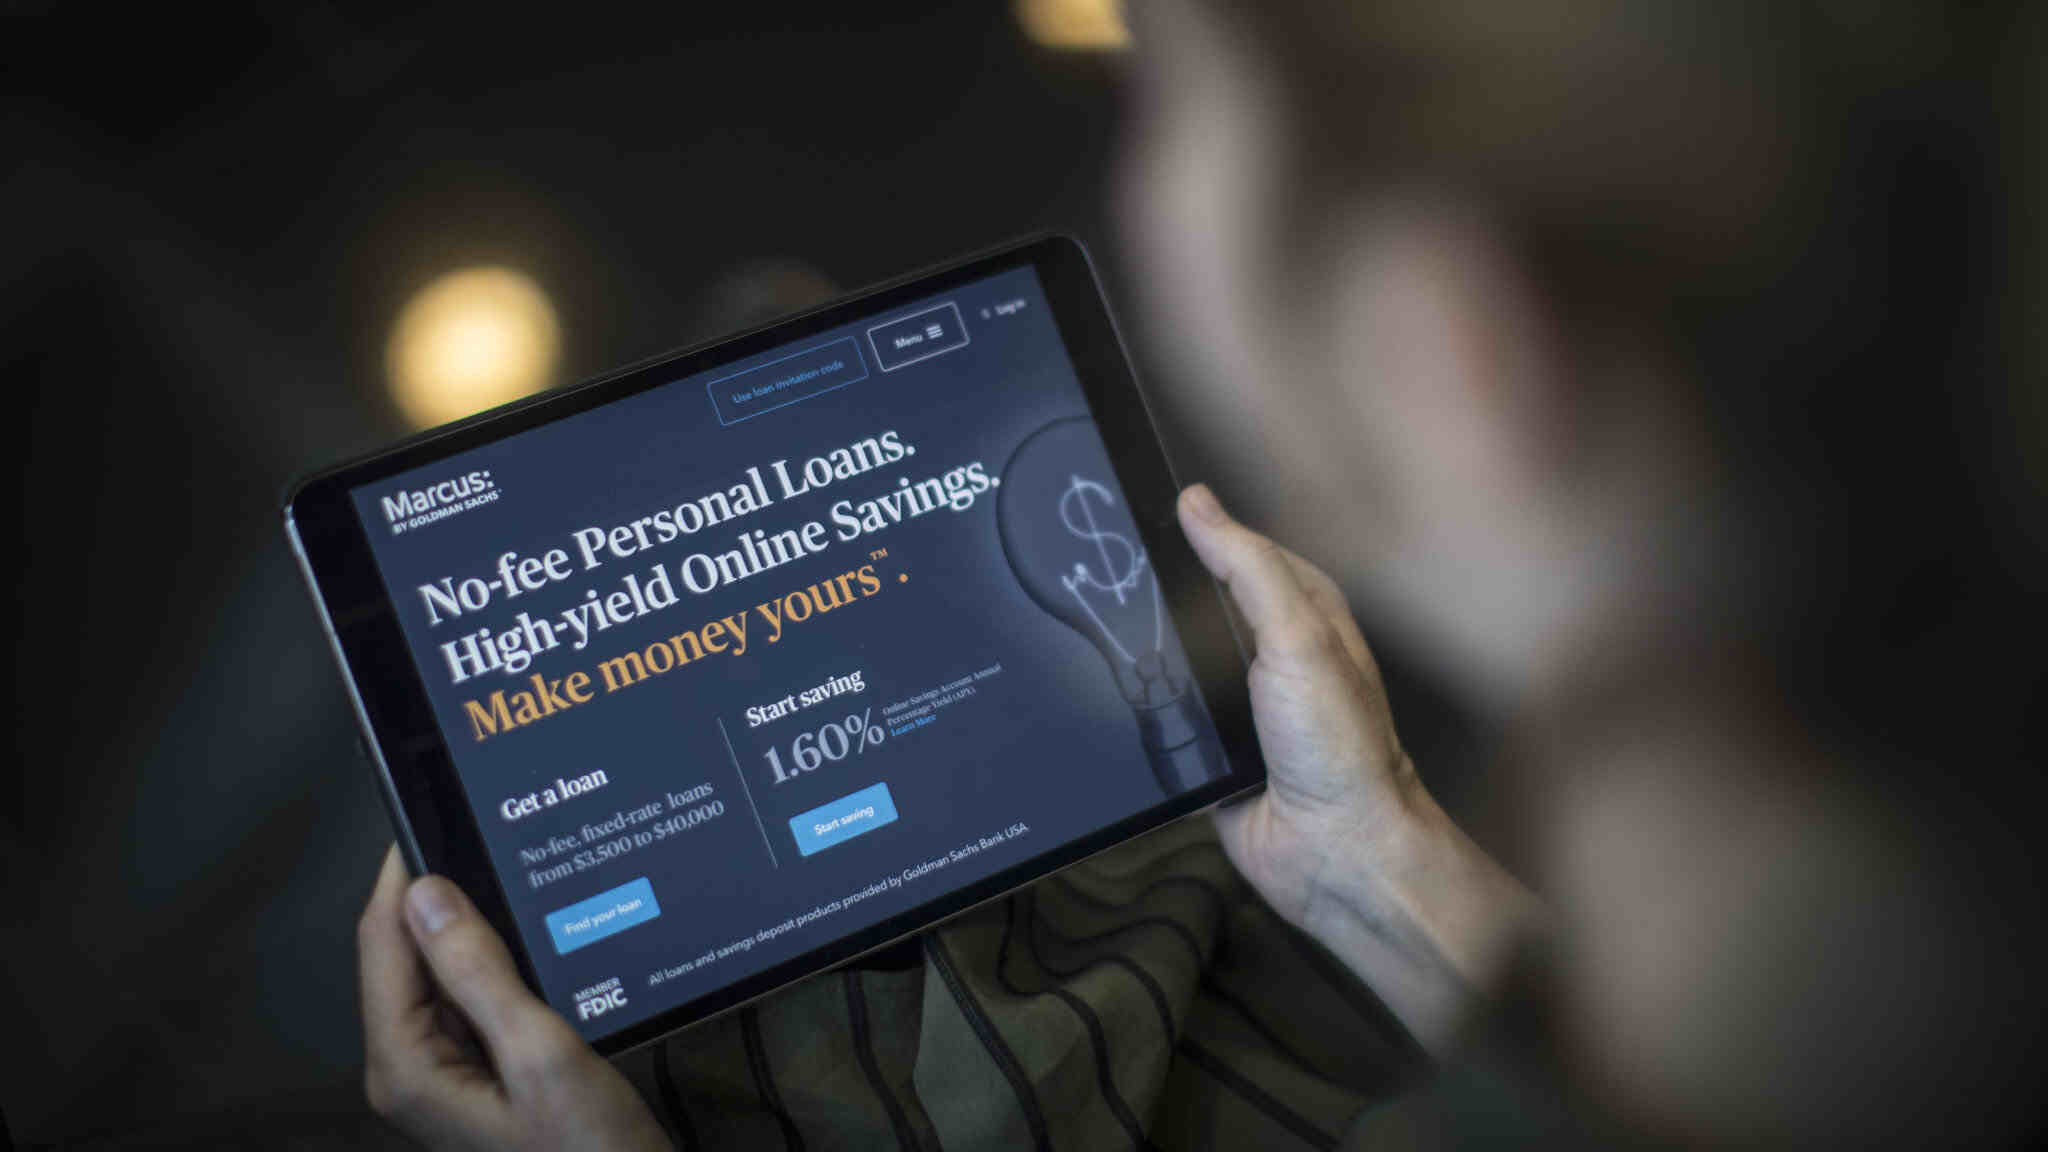 Use loan invitation code
Menu
Log in
Marcus:
BY GOLDMAN SACHS®
No-fee Personal Loans.
High-yield Online Savings.
Make money yours™.
Get a loan
No-fee, fixed-rate loans
from $3,500 to $40,000
Find your loan
Start saving
1.60%
Online Savings Account Annual
Percentage Yield (APY).
Learn More
Start saving
MEMBER
FDIC
All loans and savings deposit products provided by Goldman Sachs Bank USA